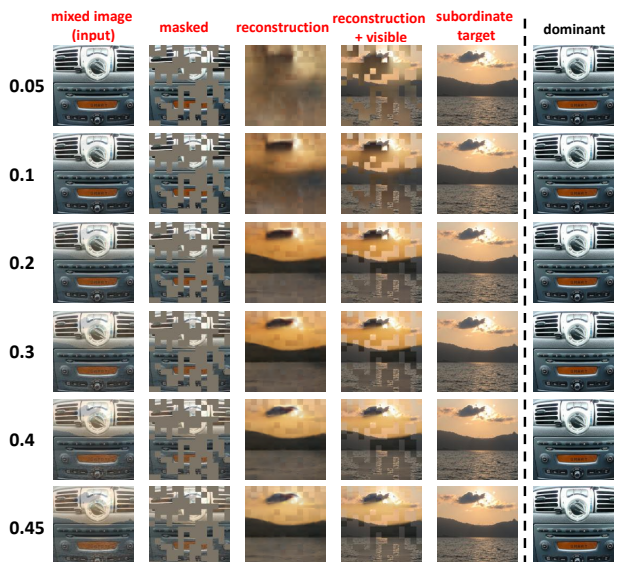 mixed image (input)
masked
reconstruction
reconstruction + visible
subordinate target
dominant
0.05
0.1
0.2
0.3
0.4
0.45